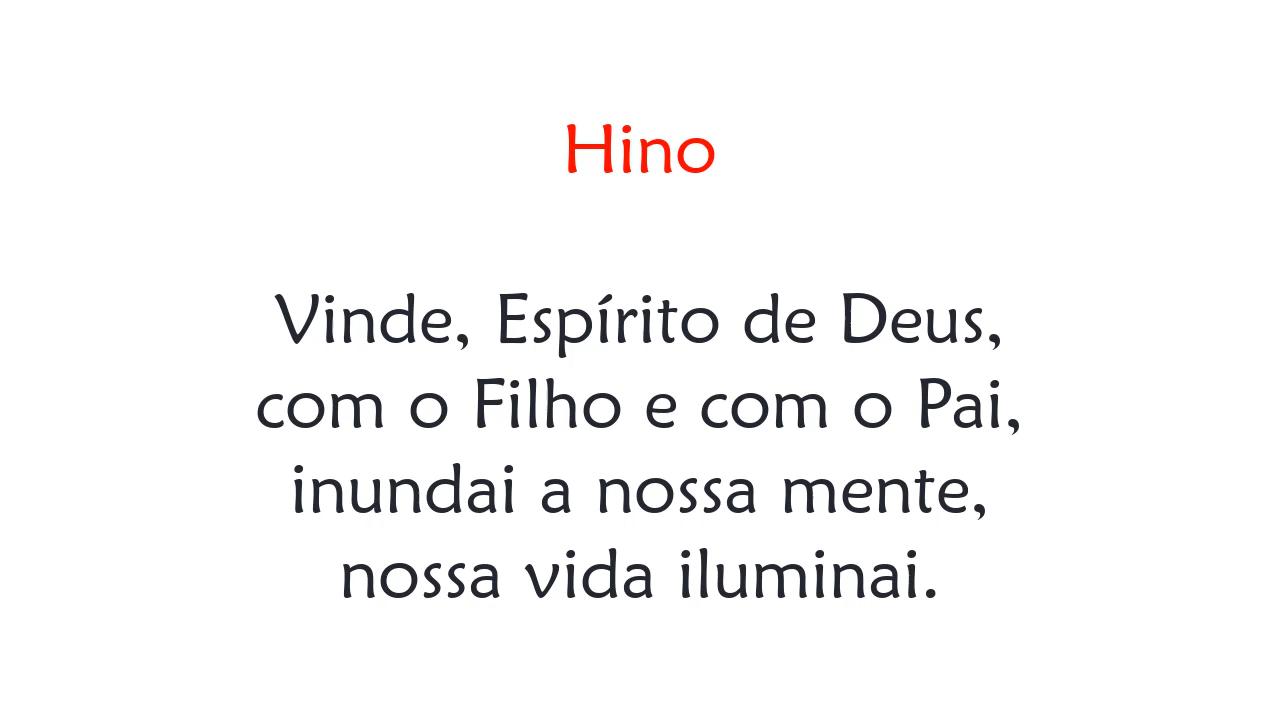 Hino
Vinde, Espírito de Deus,
com o Filho e com o Pai,
inundai a nossa mente,
nossa vida iluminai.